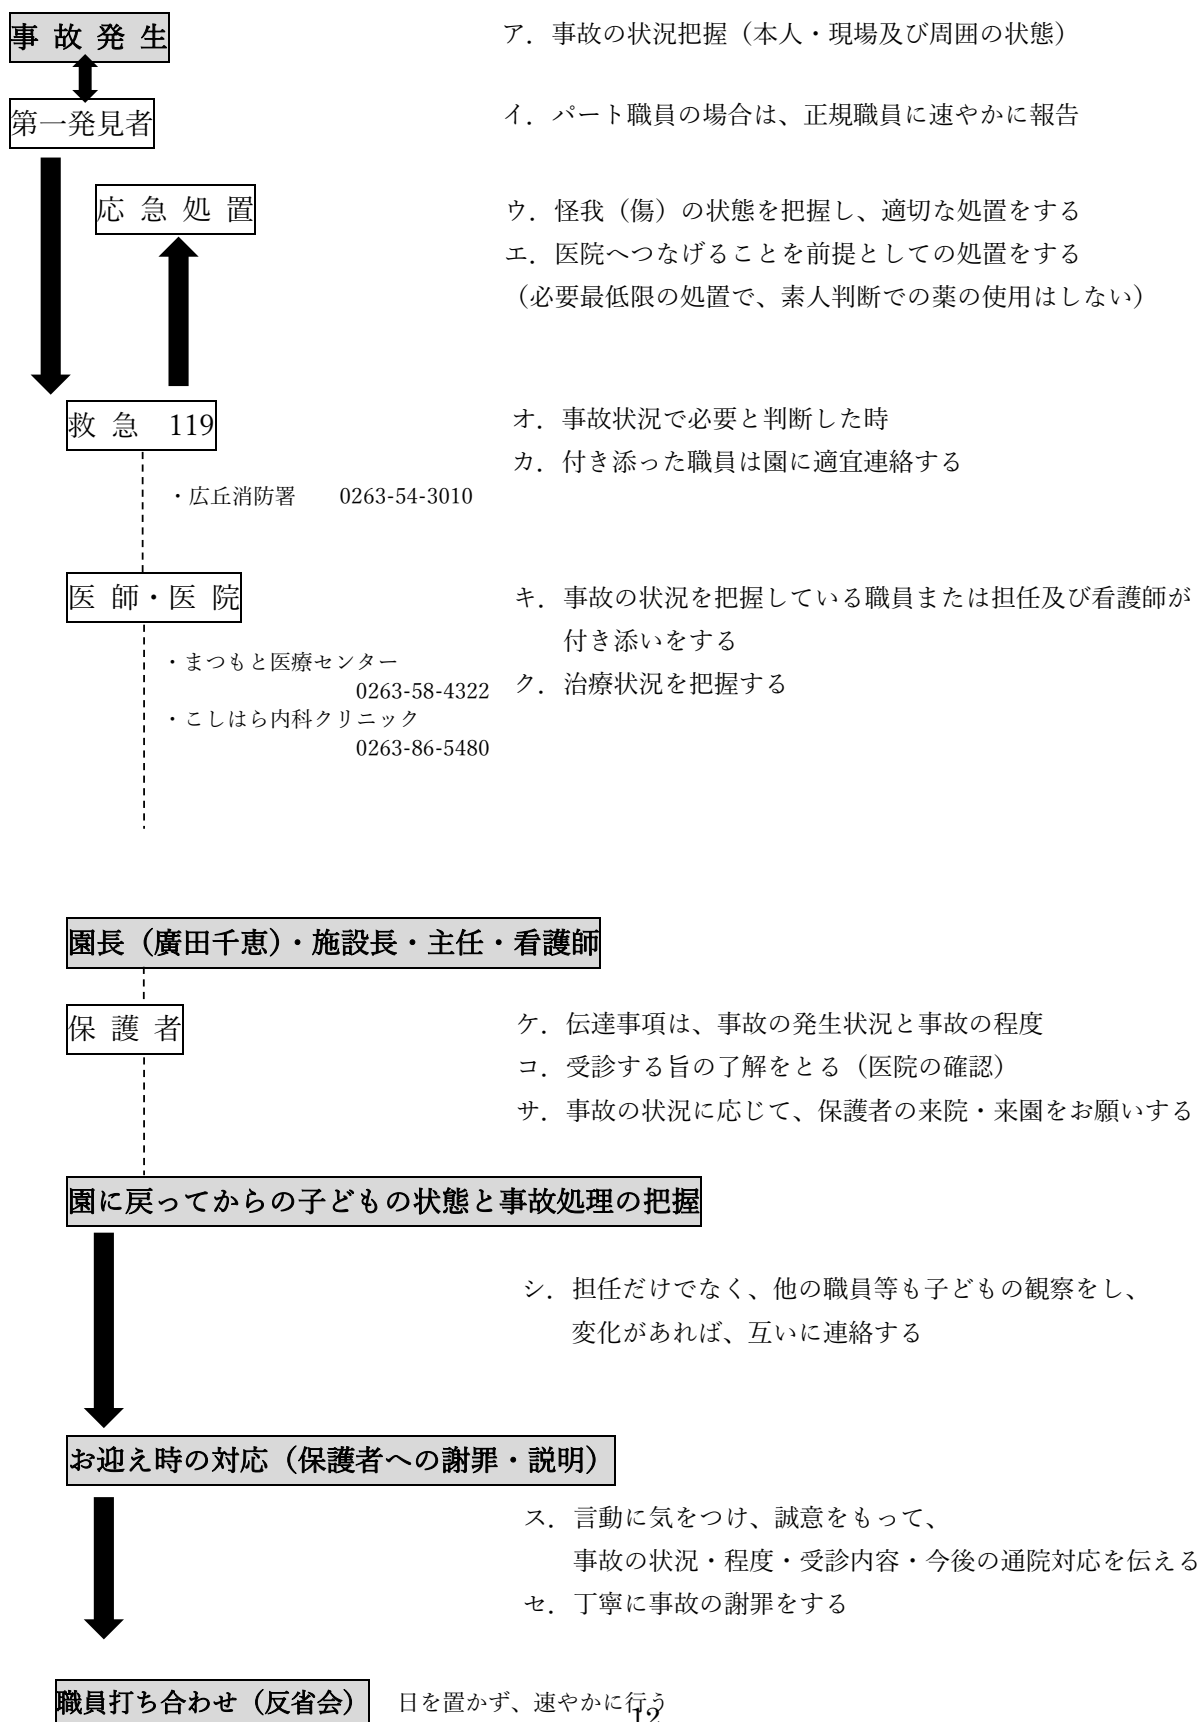 事 故 発 生
ア．事故の状況把握（本人・現場及び周囲の状態）
第一発見者
イ．パート職員の場合は、正規職員に速やかに報告
応 急 処 置
ウ．怪我（傷）の状態を把握し、適切な処置をする
エ．医院へつなげることを前提としての処置をする
（必要最低限の処置で、素人判断での薬の使用はしない）
救 急　119
オ．事故状況で必要と判断した時
カ．付き添った職員は園に適宜連絡する
・広丘消防署　　0263-54-3010
医 師・医 院
キ．事故の状況を把握している職員または担任及び看護師が
付き添いをする
ク．治療状況を把握する
・まつもと医療センター
0263-58-4322
・こしはら内科クリニック
0263-86-5480
園長（廣田千恵）・施設長・主任・看護師
保 護 者
ケ．伝達事項は、事故の発生状況と事故の程度
コ．受診する旨の了解をとる（医院の確認）
サ．事故の状況に応じて、保護者の来院・来園をお願いする
園に戻ってからの子どもの状態と事故処理の把握
シ．担任だけでなく、他の職員等も子どもの観察をし、
変化があれば、互いに連絡する
お迎え時の対応（保護者への謝罪・説明）
ス．言動に気をつけ、誠意をもって、
事故の状況・程度・受診内容・今後の通院対応を伝える
セ．丁寧に事故の謝罪をする
職員打ち合わせ（反省会）　日を置かず、速やかに行う
12